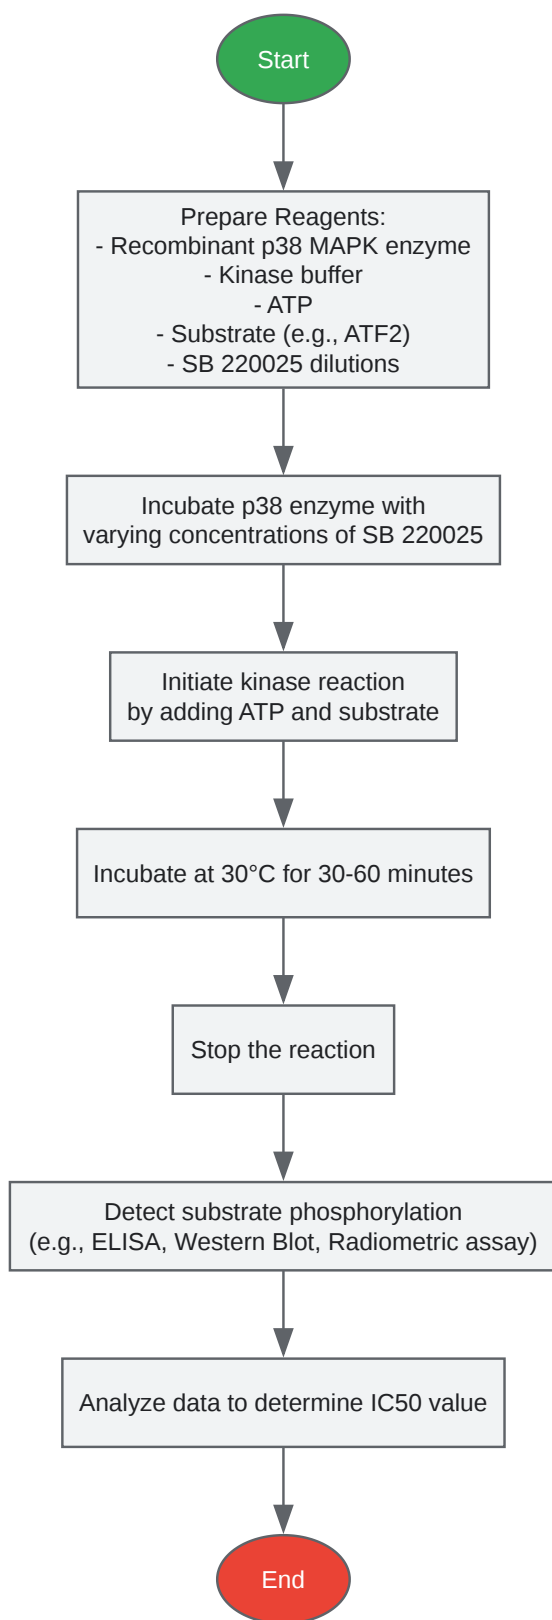 Start
Prepare Reagents:
- Recombinant p38 MAPK enzyme
- Kinase buffer
- ATP
- Substrate (e.g., ATF2)
- SB 220025 dilutions
Incubate p38 enzyme with
varying concentrations of SB 220025
Initiate kinase reaction
by adding ATP and substrate
Incubate at 30°C for 30-60 minutes
Stop the reaction
Detect substrate phosphorylation
(e.g., ELISA, Western Blot, Radiometric assay)
Analyze data to determine IC50 value
End